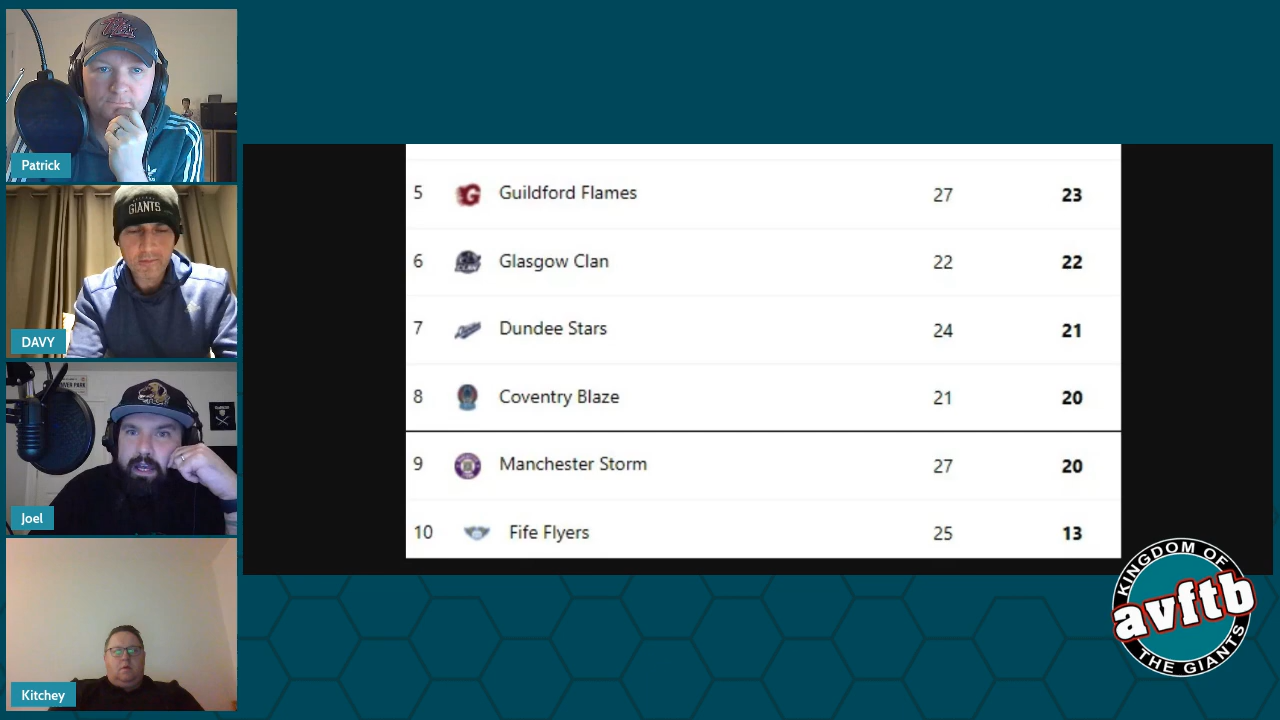 Patrick
GIANTS
DAVY
Joel
Kitchey
5 Guildford Flames 27 23
6 Glasgow Clan 22 22
7 Dundee Stars 24 21
8 Coventry Blaze 21 20
9 Manchester Storm 27 20
10 Fife Flyers 25 13
KINGDOM OF
avftb
THE GIANTS